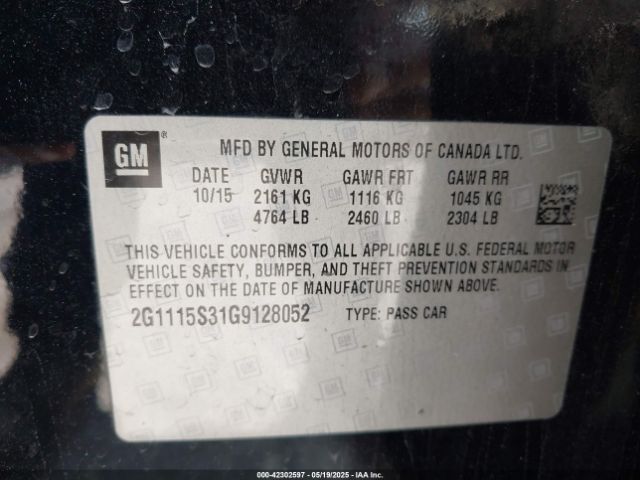 GM ®
MFD BY GENERAL MOTORS OF CANADA LTD.
DATE GVWR GAWR FRT GAWR RR
10/15 2161 KG 1116 KG 1045 KG
4764 LB 2460 LB 2304 LB
THIS VEHICLE CONFORMS TO ALL APPLICABLE U.S. FEDERAL MOTOR
VEHICLE SAFETY, BUMPER, AND THEFT PREVENTION STANDARDS IN
EFFECT ON THE DATE OF MANUFACTURE SHOWN ABOVE.
2G1115S31G9128052 TYPE: PASS CAR
000-42302597 - 05/19/2025 - IAA Inc.